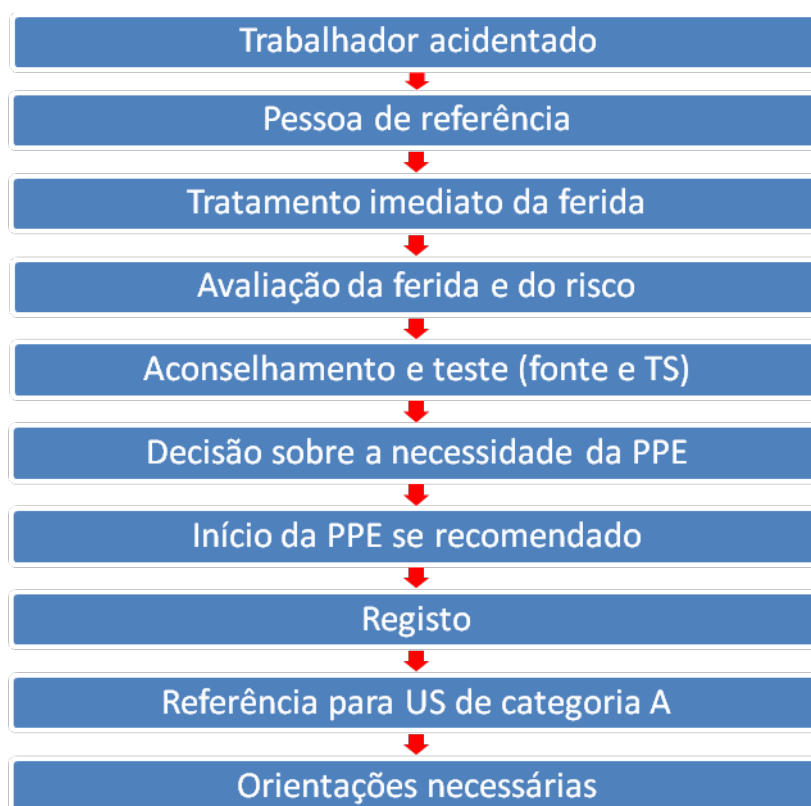 Trabalhador acidentado
Pessoa de referência
Tratamento imediato da ferida
Avaliação da ferida e do risco
Aconselhamento e teste (fonte e TS)
Decisão sobre a necessidade da PPE
Início da PPE se recomendado
Registo
Referência para US de categoria A
Orientações necessárias